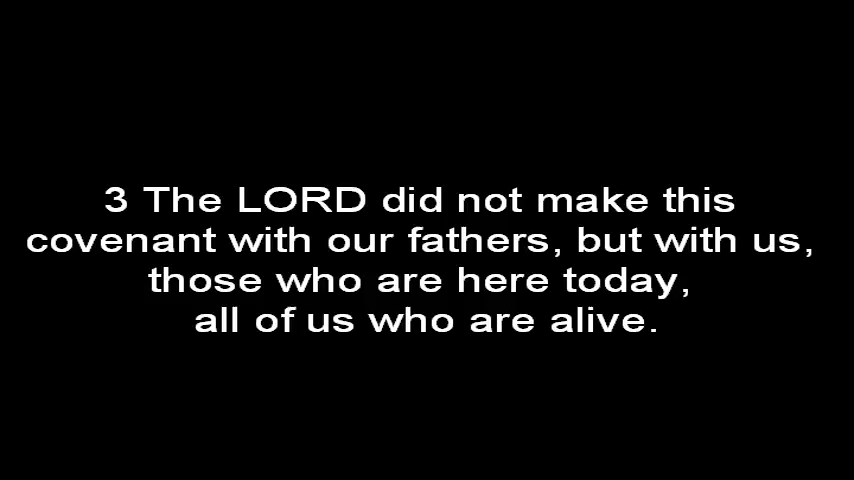 3 The LORD did not make this
covenant with our fathers, but with us,
those who are here today,
all of us who are alive.